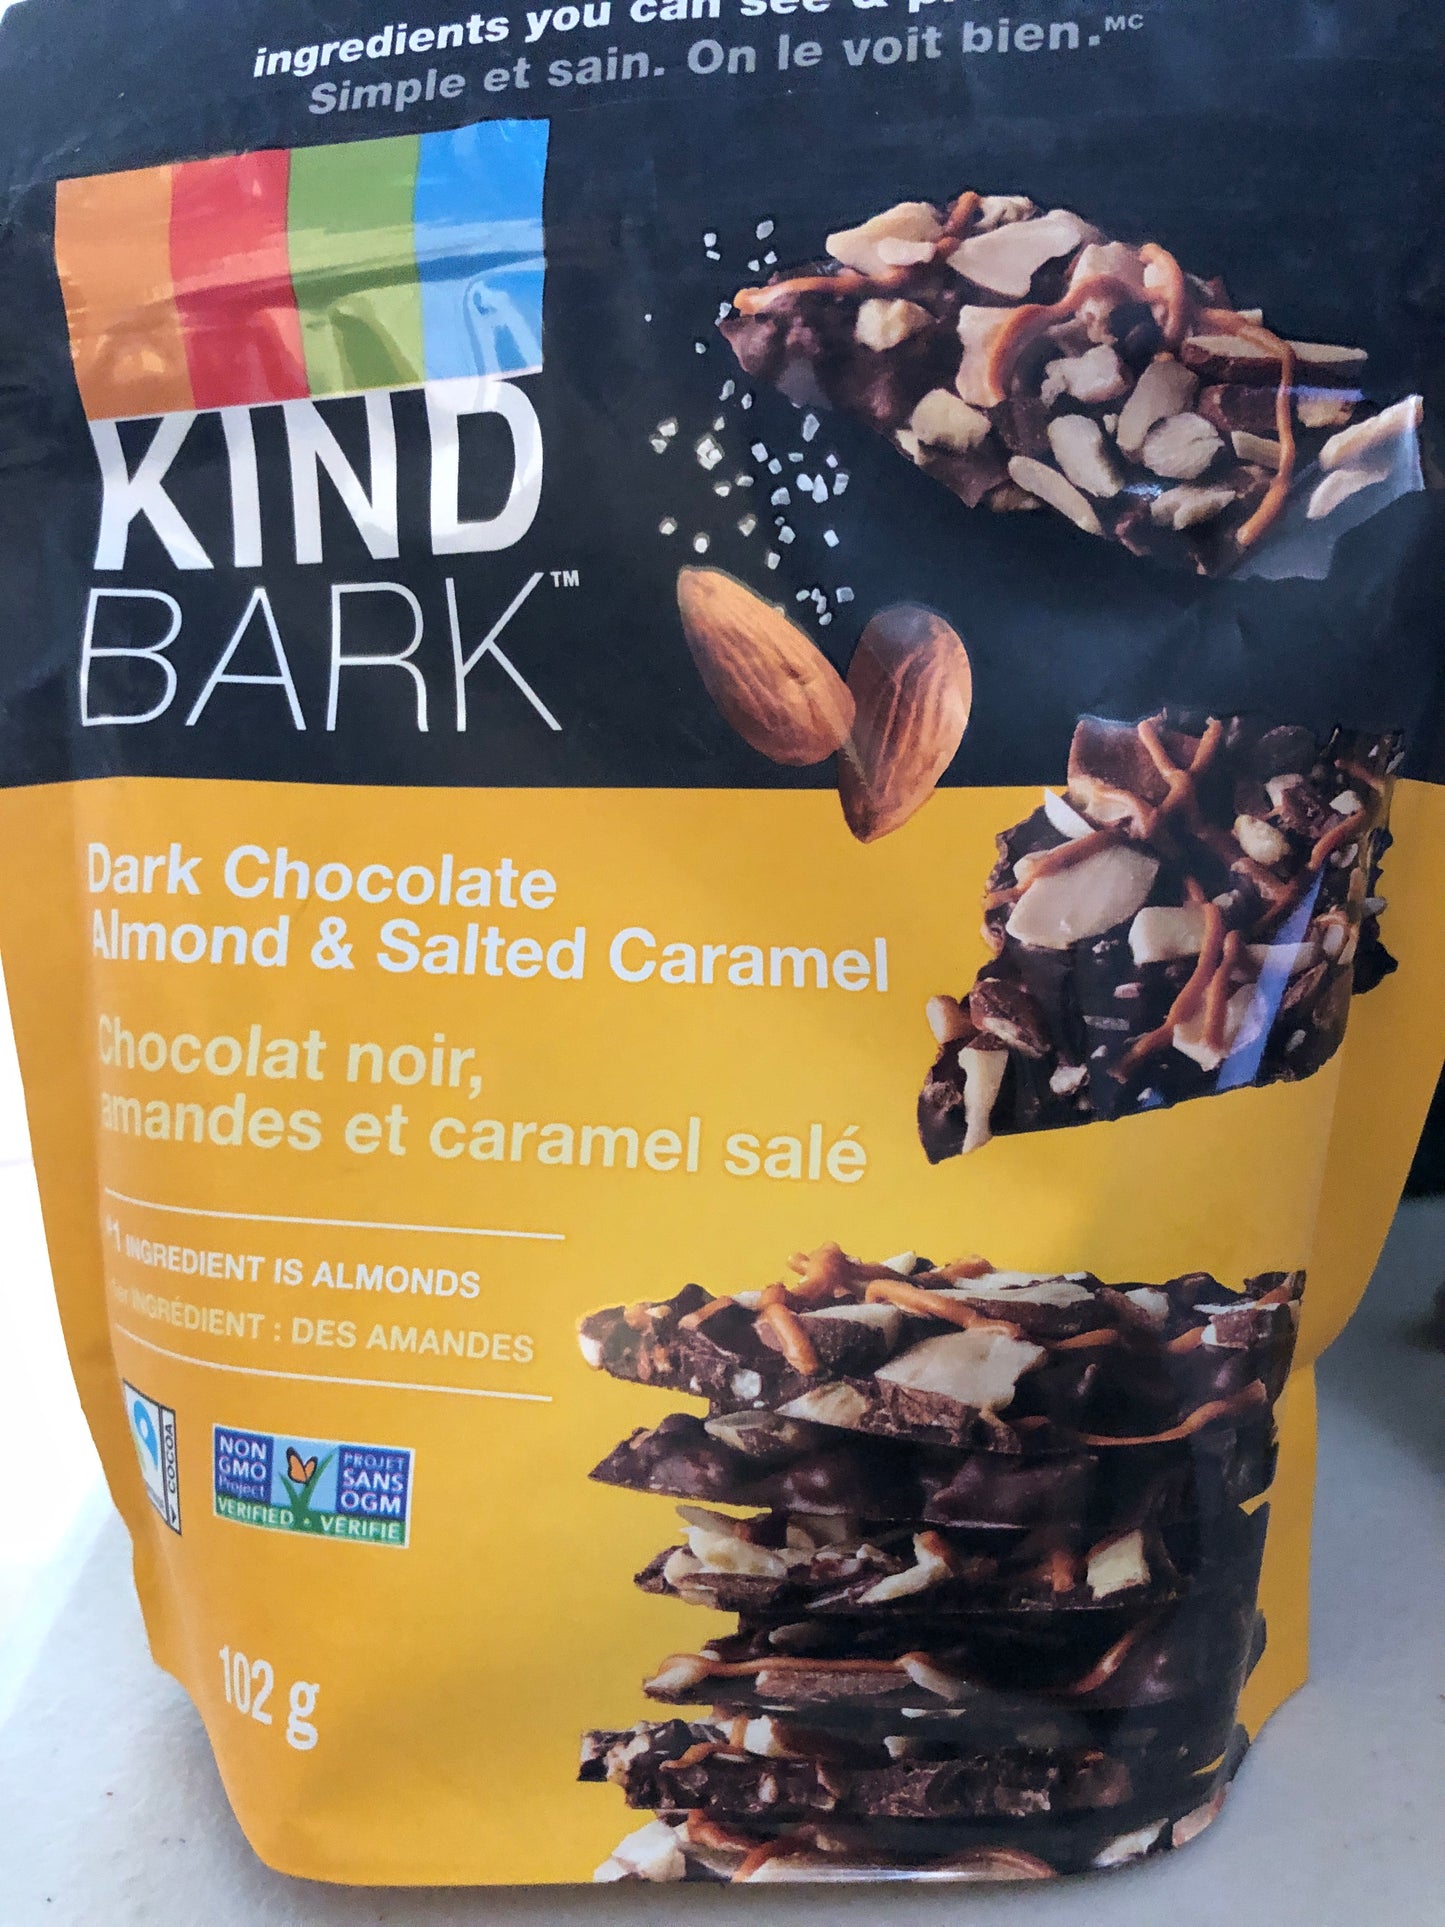 ingredients you can see &
Simple et sain. On le voit bien.MC
KIND
BARK™
Dark Chocolate
Almond & Salted Caramel
Chocolat noir,
amandes et caramel salé
#1 INGREDIENT IS ALMONDS
INGRÉDIENT : DES AMANDES
COCOA
NON
GMO
Project
VERIFIED
PROJET
SANS
OGM
VÉRIFIÉ
102 g